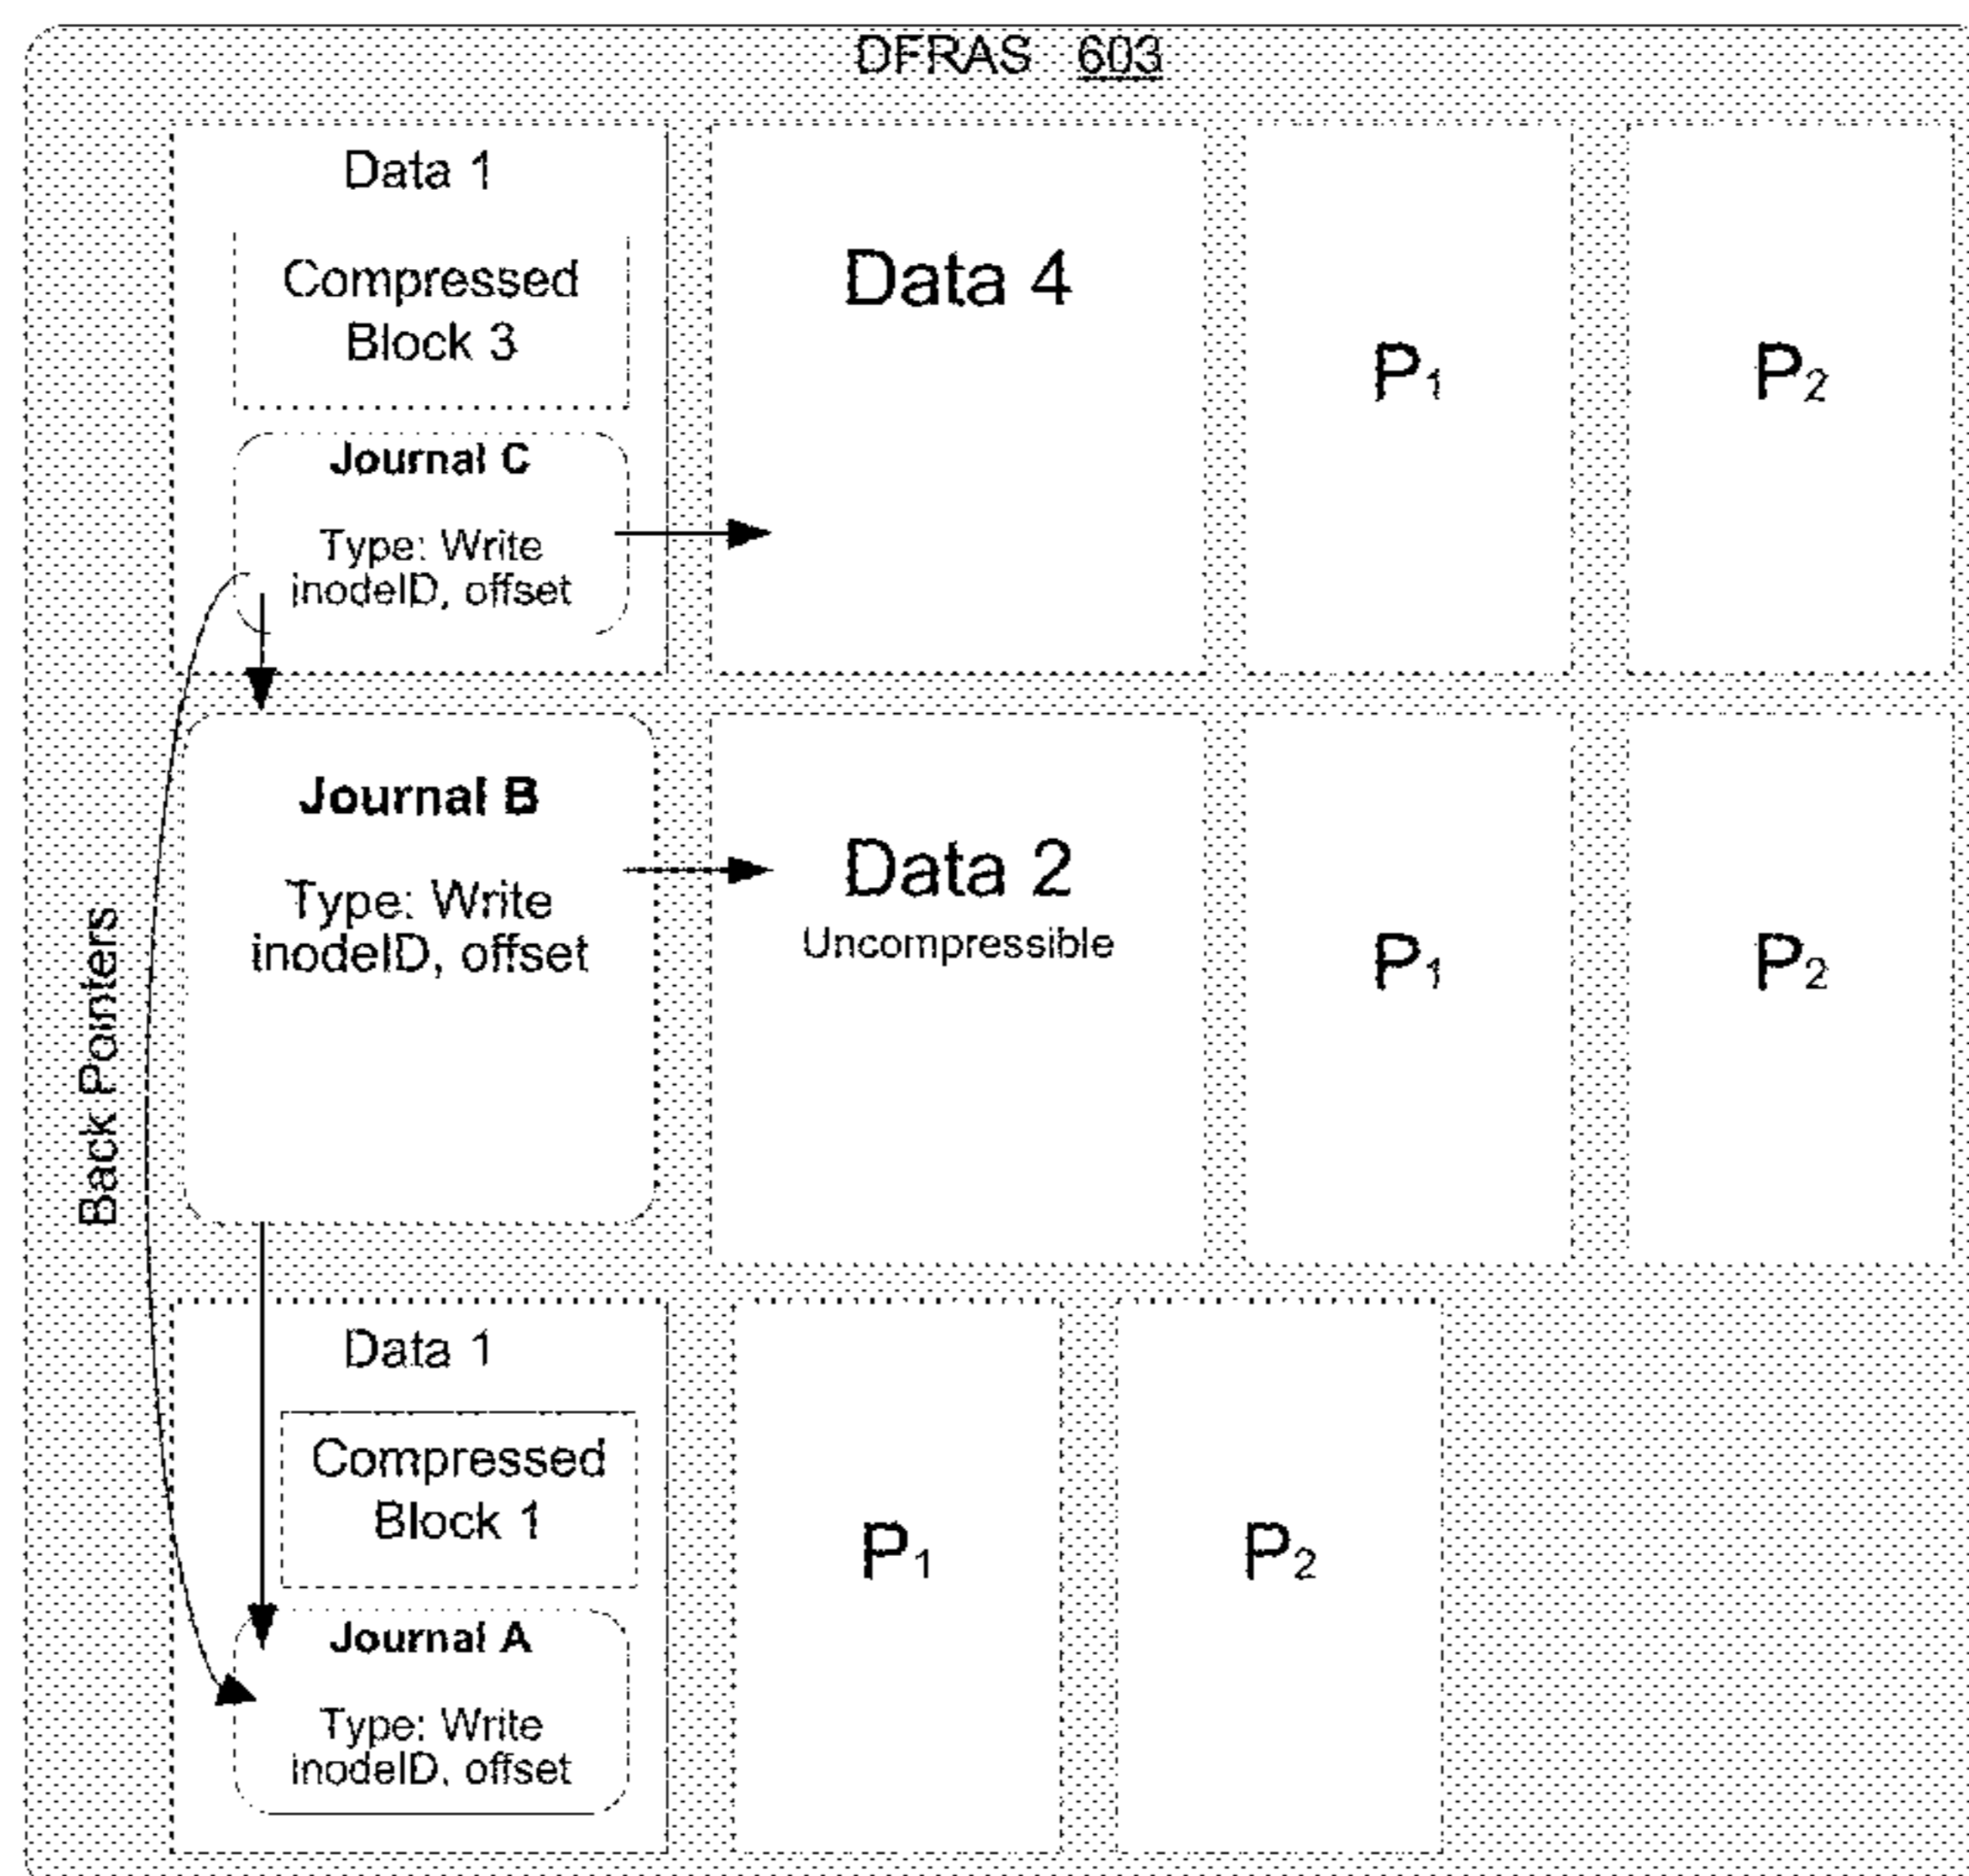 DFRAS 603
Data 1
Compressed
Block 3
Journal C
Type: Write
inodeID, offset
Data 4
P1
P2
Back Pointers
Journal B
Type: Write
inodeID, offset
Data 2
Uncompressible
P1
P2
Data 1
Compressed
Block 1
Journal A
Type: Write
inodeID, offset
P1
P2